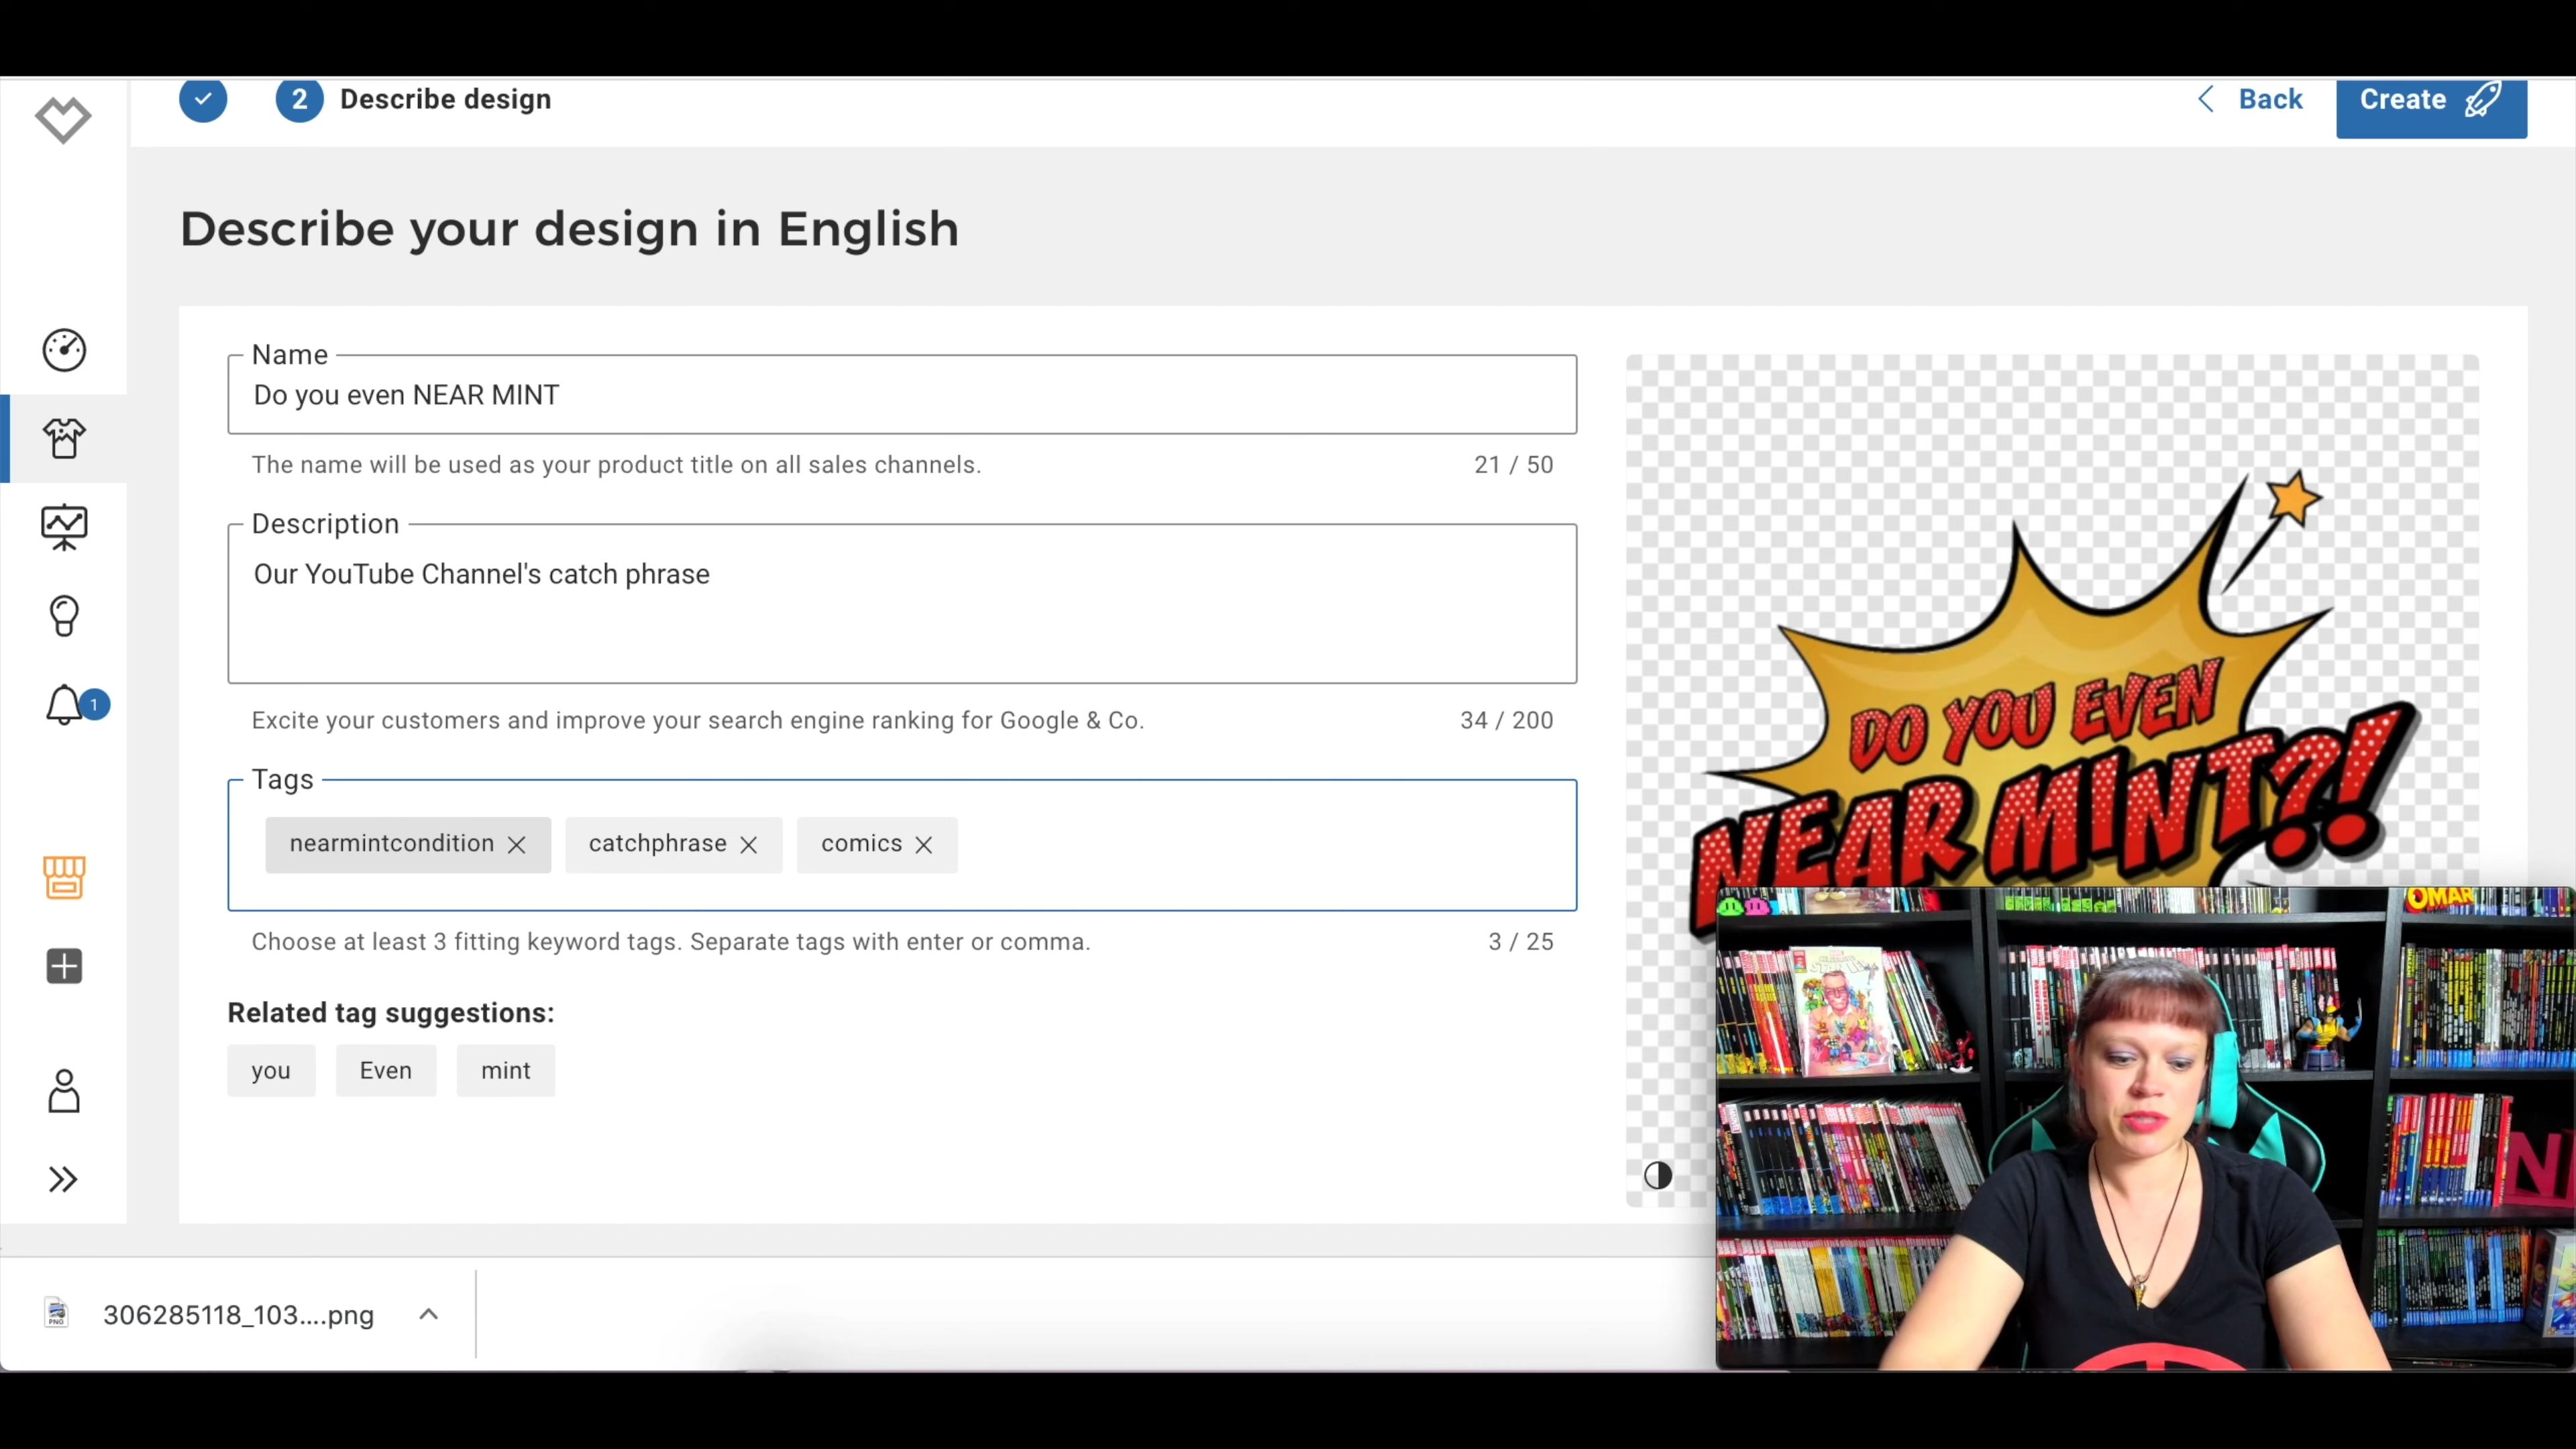 2 Describe design
Back
Create
Describe your design in English
Name
Do you even NEAR MINT
The name will be used as your product title on all sales channels.
21 / 50
Description
Our YouTube Channel's catch phrase
Excite your customers and improve your search engine ranking for Google & Co.
34 / 200
1
Tags
nearmintcondition
catchphrase
comics
Choose at least 3 fitting keyword tags. Separate tags with enter or comma.
3 / 25
Related tag suggestions:
you
Even
mint
DO YOU EVEN
NEAR MINT?!
OMAR
306285118_103....png
PNG